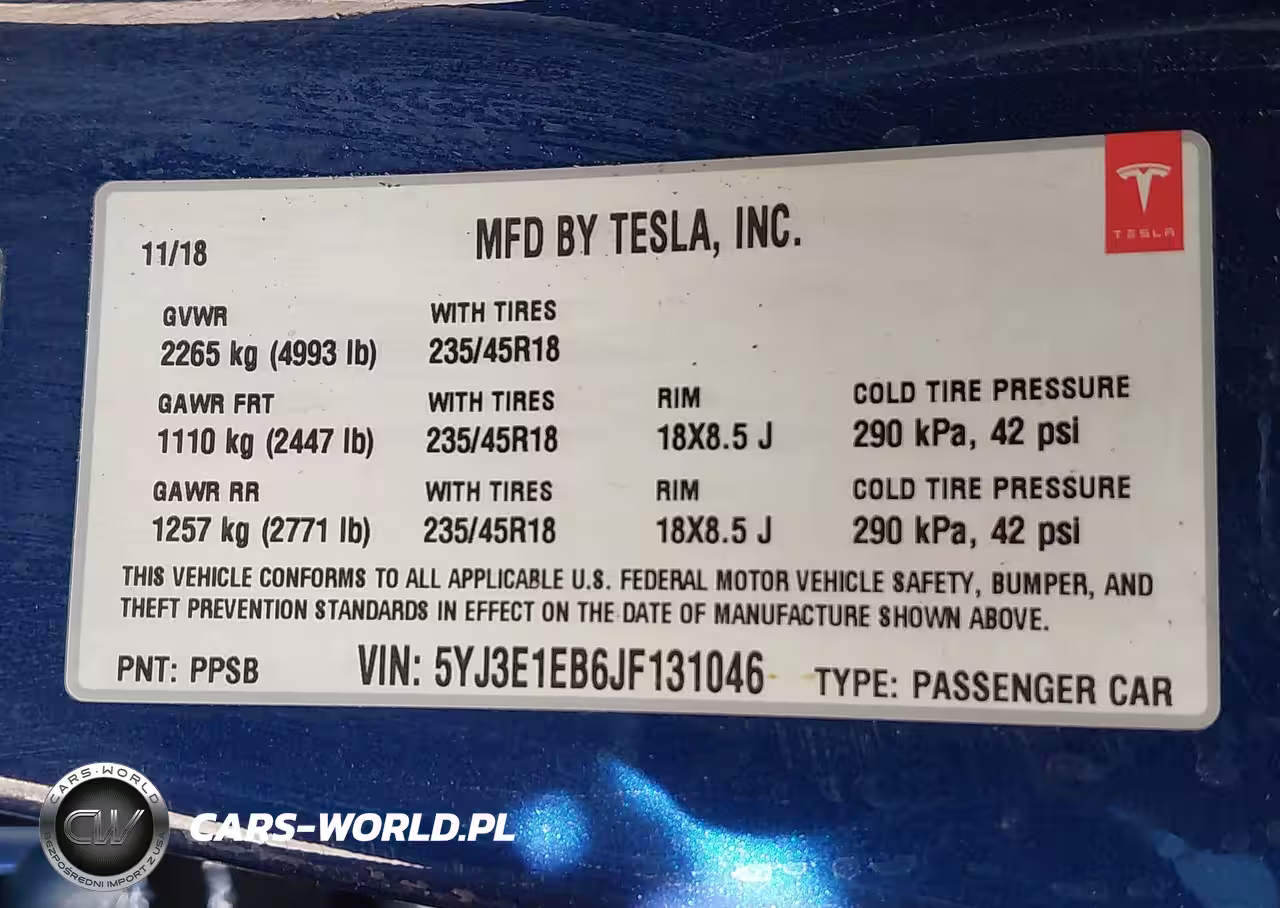 TESLA
11/18 MFD BY TESLA, INC.
GVWR WITH TIRES
2265 kg (4993 lb) 235/45R18
GAWR FRT WITH TIRES RIM COLD TIRE PRESSURE
1110 kg (2447 lb) 235/45R18 18X8.5 J 290 kPa, 42 psi
GAWR RR WITH TIRES RIM COLD TIRE PRESSURE
1257 kg (2771 lb) 235/45R18 18X8.5 J 290 kPa, 42 psi
THIS VEHICLE CONFORMS TO ALL APPLICABLE U.S. FEDERAL MOTOR VEHICLE SAFETY, BUMPER, AND
THEFT PREVENTION STANDARDS IN EFFECT ON THE DATE OF MANUFACTURE SHOWN ABOVE.
PNT: PPSB VIN: 5YJ3E1EB6JF131046 TYPE: PASSENGER CAR
CARS-WORLD
CW
BEZPOŚREDNI IMPORT Z USA
CARS-WORLD.PL